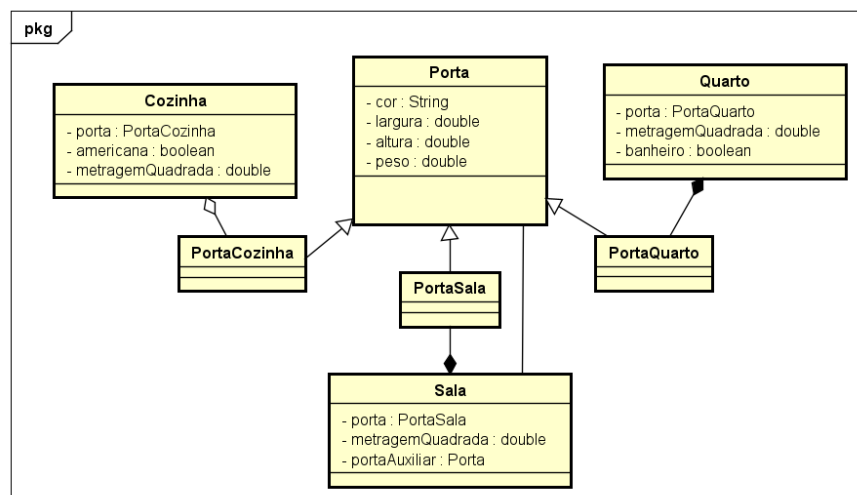 pkg
Cozinha
- porta : PortaCozinha
- americana : boolean
- metragemQuadrada : double
Porta
- cor : String
- largura : double
- altura : double
- peso : double
Quarto
- porta : PortaQuarto
- metragemQuadrada : double
- banheiro : boolean
PortaCozinha
PortaSala
PortaQuarto
Sala
- porta : PortaSala
- metragemQuadrada : double
- portaAuxiliar : Porta